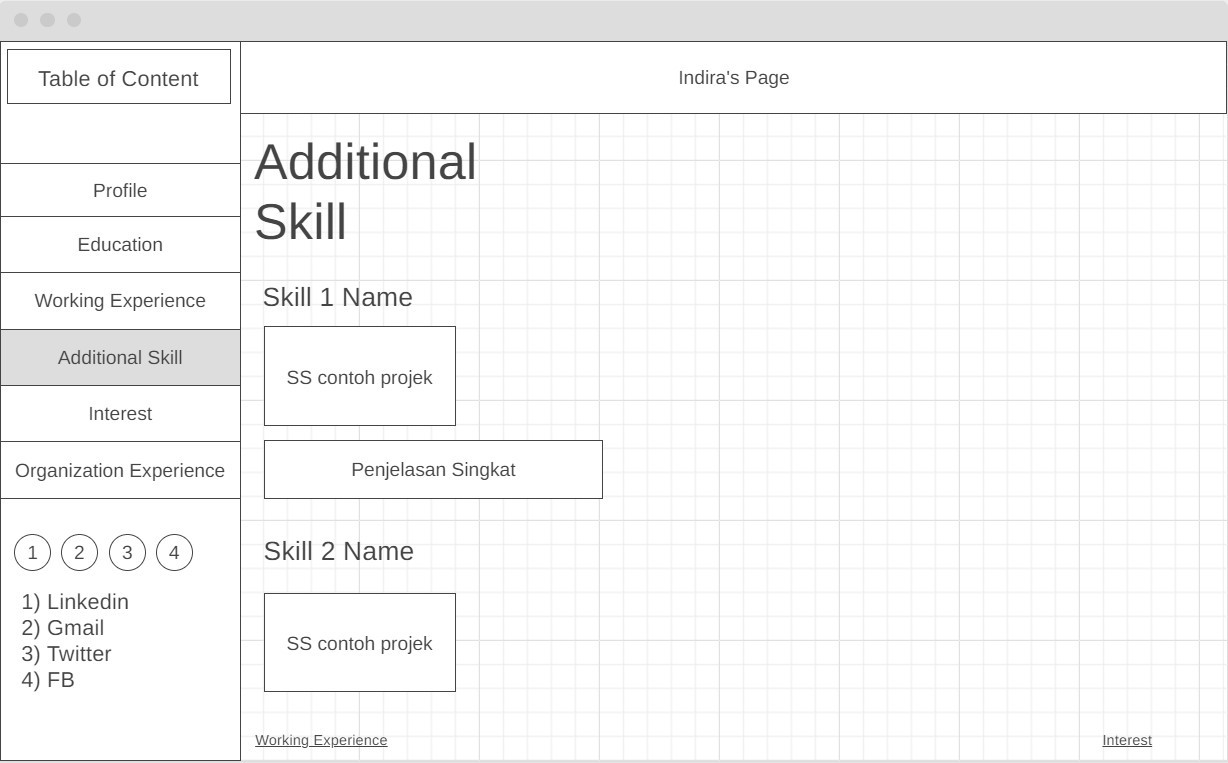 Table of Content
Indira's Page
Profile
Education
Working Experience
Additional Skill
Interest
Organization Experience
1 2 3 4
1) Linkedin
2) Gmail
3) Twitter
4) FB
Additional
Skill
Skill 1 Name
SS contoh projek
Penjelasan Singkat
Skill 2 Name
SS contoh projek
Working Experience
Interest